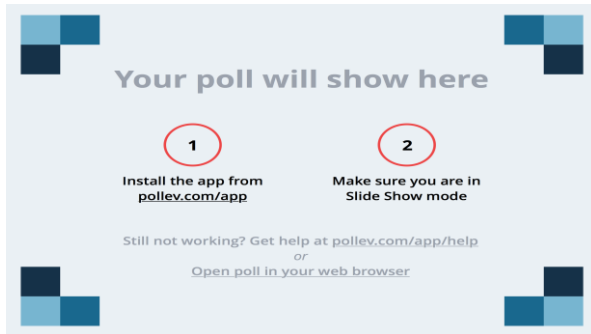 Your poll will show here
1
2
Install the app from
pollev.com/app
Make sure you are in
Slide Show mode
Still not working? Get help at pollev.com/app/help
or
Open poll in your web browser